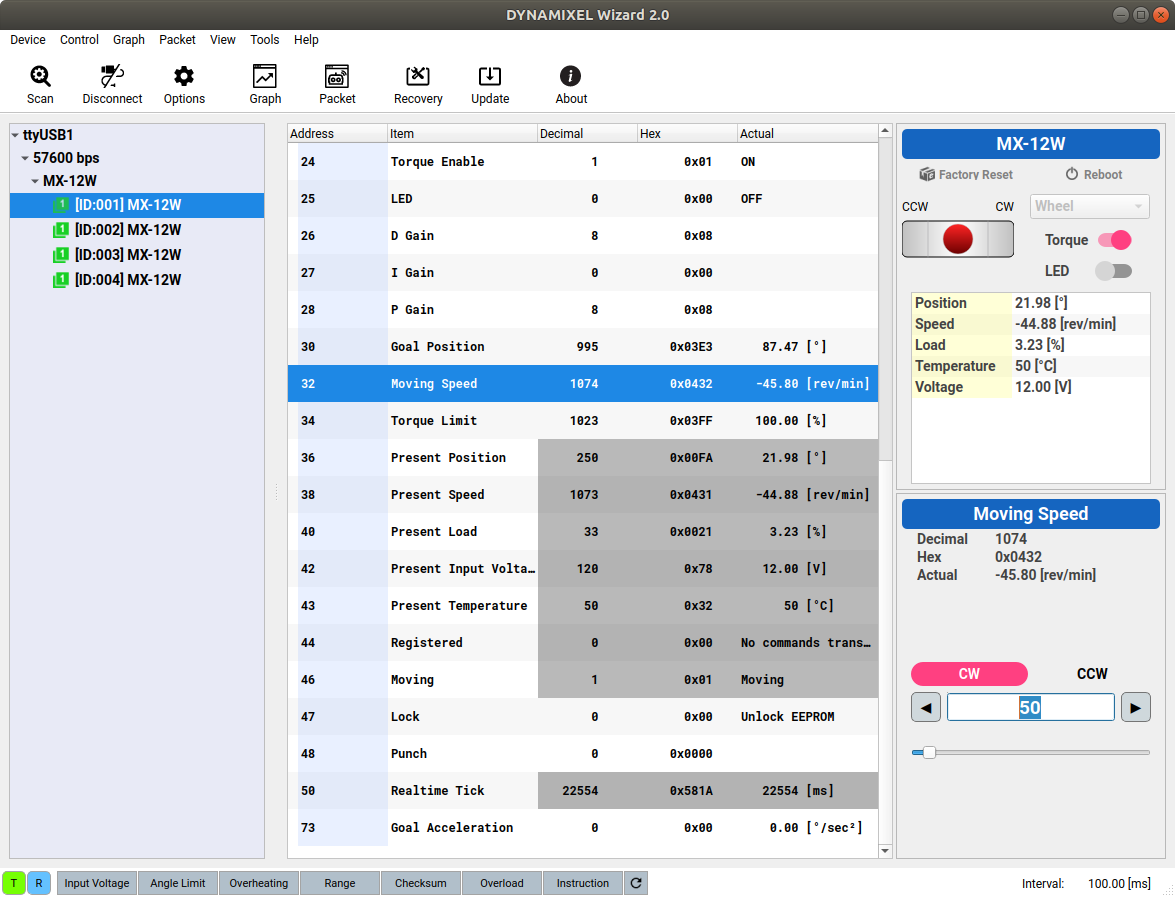 DYNAMIXEL Wizard 2.0
Device Control Graph Packet View Tools Help
Scan Disconnect Options Graph Packet Recovery Update About
ttyUSB1
57600 bps
MX-12W
1 [ID:001] MX-12W
1 [ID:002] MX-12W
1 [ID:003] MX-12W
1 [ID:004] MX-12W
Address Item Decimal Hex Actual
24 Torque Enable 1 0x01 ON
25 LED 0 0x00 OFF
26 D Gain 8 0x08
27 I Gain 0 0x00
28 P Gain 8 0x08
30 Goal Position 995 0x03E3 87.47 [°]
32 Moving Speed 1074 0x0432 -45.80 [rev/min]
34 Torque Limit 1023 0x03FF 100.00 [%]
36 Present Position 250 0x00FA 21.98 [°]
38 Present Speed 1073 0x0431 -44.88 [rev/min]
40 Present Load 33 0x0021 3.23 [%]
42 Present Input Volta... 120 0x78 12.00 [V]
43 Present Temperature 50 0x32 50 [°C]
44 Registered 0 0x00 No commands trans...
46 Moving 1 0x01 Moving
47 Lock 0 0x00 Unlock EEPROM
48 Punch 0 0x0000
50 Realtime Tick 22554 0x581A 22554 [ms]
73 Goal Acceleration 0 0x00 0.00 [°/sec²]
MX-12W
Factory Reset Reboot
CCW CW Wheel
Torque
LED
Position 21.98 [°]
Speed -44.88 [rev/min]
Load 3.23 [%]
Temperature 50 [°C]
Voltage 12.00 [V]
Moving Speed
Decimal 1074
Hex 0x0432
Actual -45.80 [rev/min]
CW CCW
50
T R Input Voltage Angle Limit Overheating Range Checksum Overload Instruction Interval: 100.00 [ms]